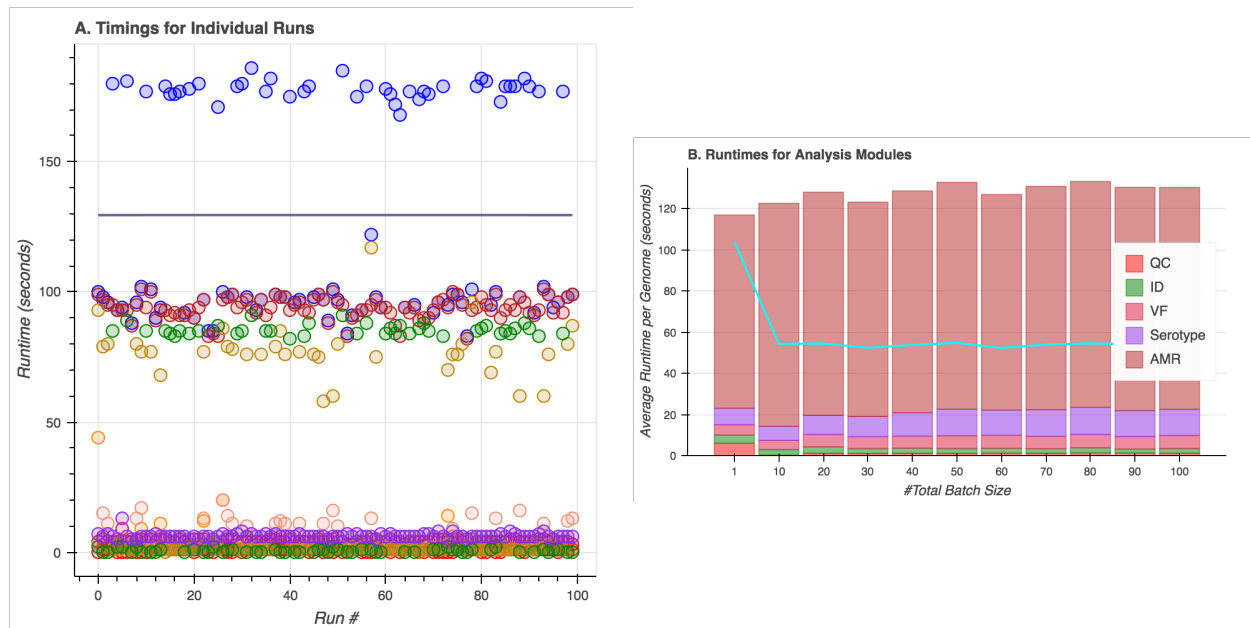 A. Timings for Individual Runs
150
100
50
0
Runtime (seconds)
0 20 40 60 80 100
Run #
B. Runtimes for Analysis Modules
120
100
80
60
40
20
0
Average Runtime per Genome (seconds)
QC
ID
VF
Serotype
AMR
1 10 20 30 40 50 60 70 80 90 100
#Total Batch Size